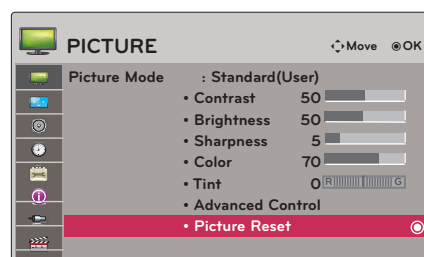 PICTURE Move OK
Picture Mode : Standard(User)
• Contrast 50
• Brightness 50
• Sharpness 5
• Color 70
• Tint 0 R G
• Advanced Control
• Picture Reset